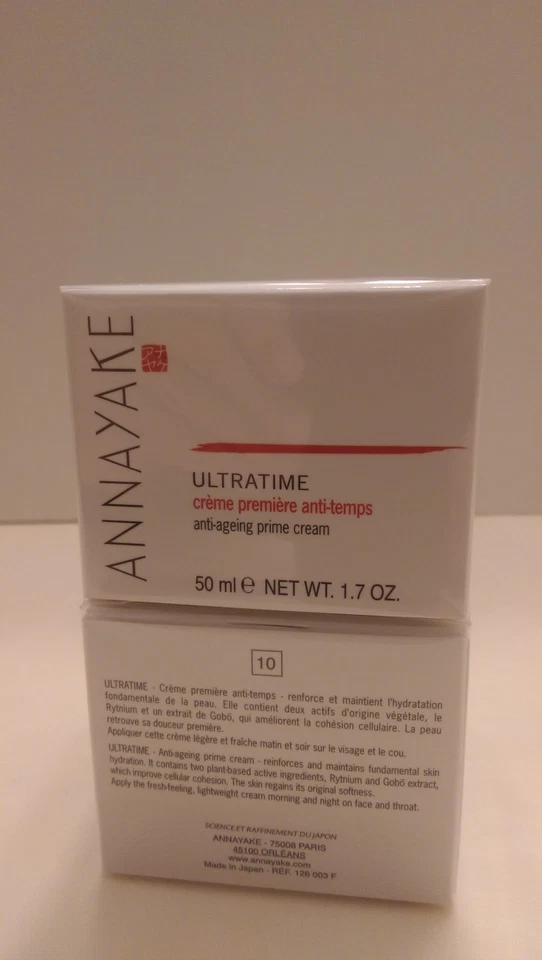 ANNAYAKE
アナ
ヤケ
ULTRATIME
crème première anti-temps
anti-ageing prime cream
50 ml e NET WT. 1.7 OZ.
10
ULTRATIME - Crème première anti-temps - renforce et maintient l'hydratation
fondamentale de la peau. Elle contient deux actifs d'origine végétale, le
Rytnium et un extrait de Gobō, qui améliorent la cohésion cellulaire. La peau
retrouve sa douceur première.
Appliquer cette crème légère et fraîche matin et soir sur le visage et le cou.
ULTRATIME - Anti-ageing prime cream - reinforces and maintains fundamental skin
hydration. It contains two plant-based active ingredients, Rytnium and Gobō extract,
which improve cellular cohesion. The skin regains its original softness.
Apply the fresh-feeling, lightweight cream morning and night on face and throat.
SCIENCE ET RAFFINEMENT DU JAPON
ANNAYAKE - 75008 PARIS
45100 ORLÉANS
www.annayake.com
Made in Japan - RÉF. 126 003 F